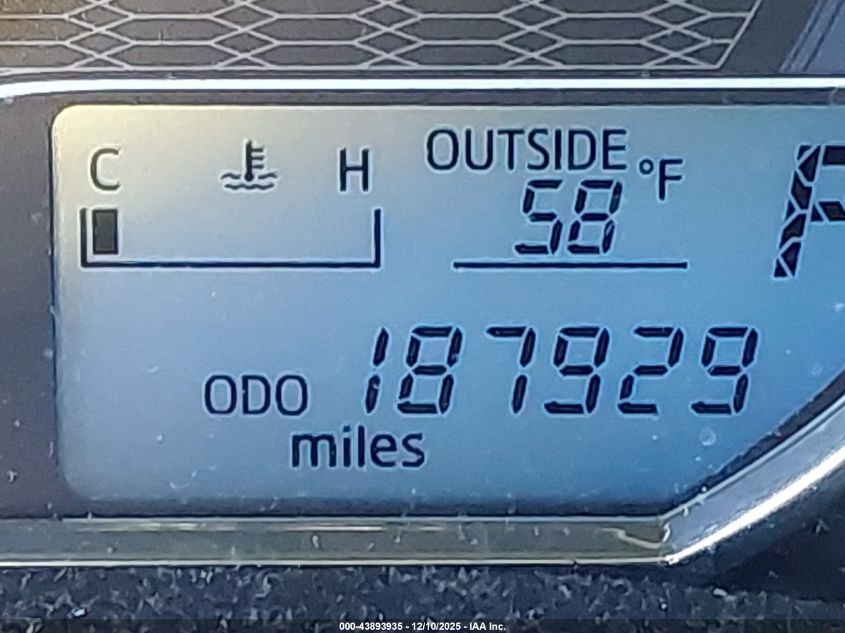 C H OUTSIDE °F
58
P
ODO 187929
miles
000-43893935 - 12/10/2025 - IAA Inc.